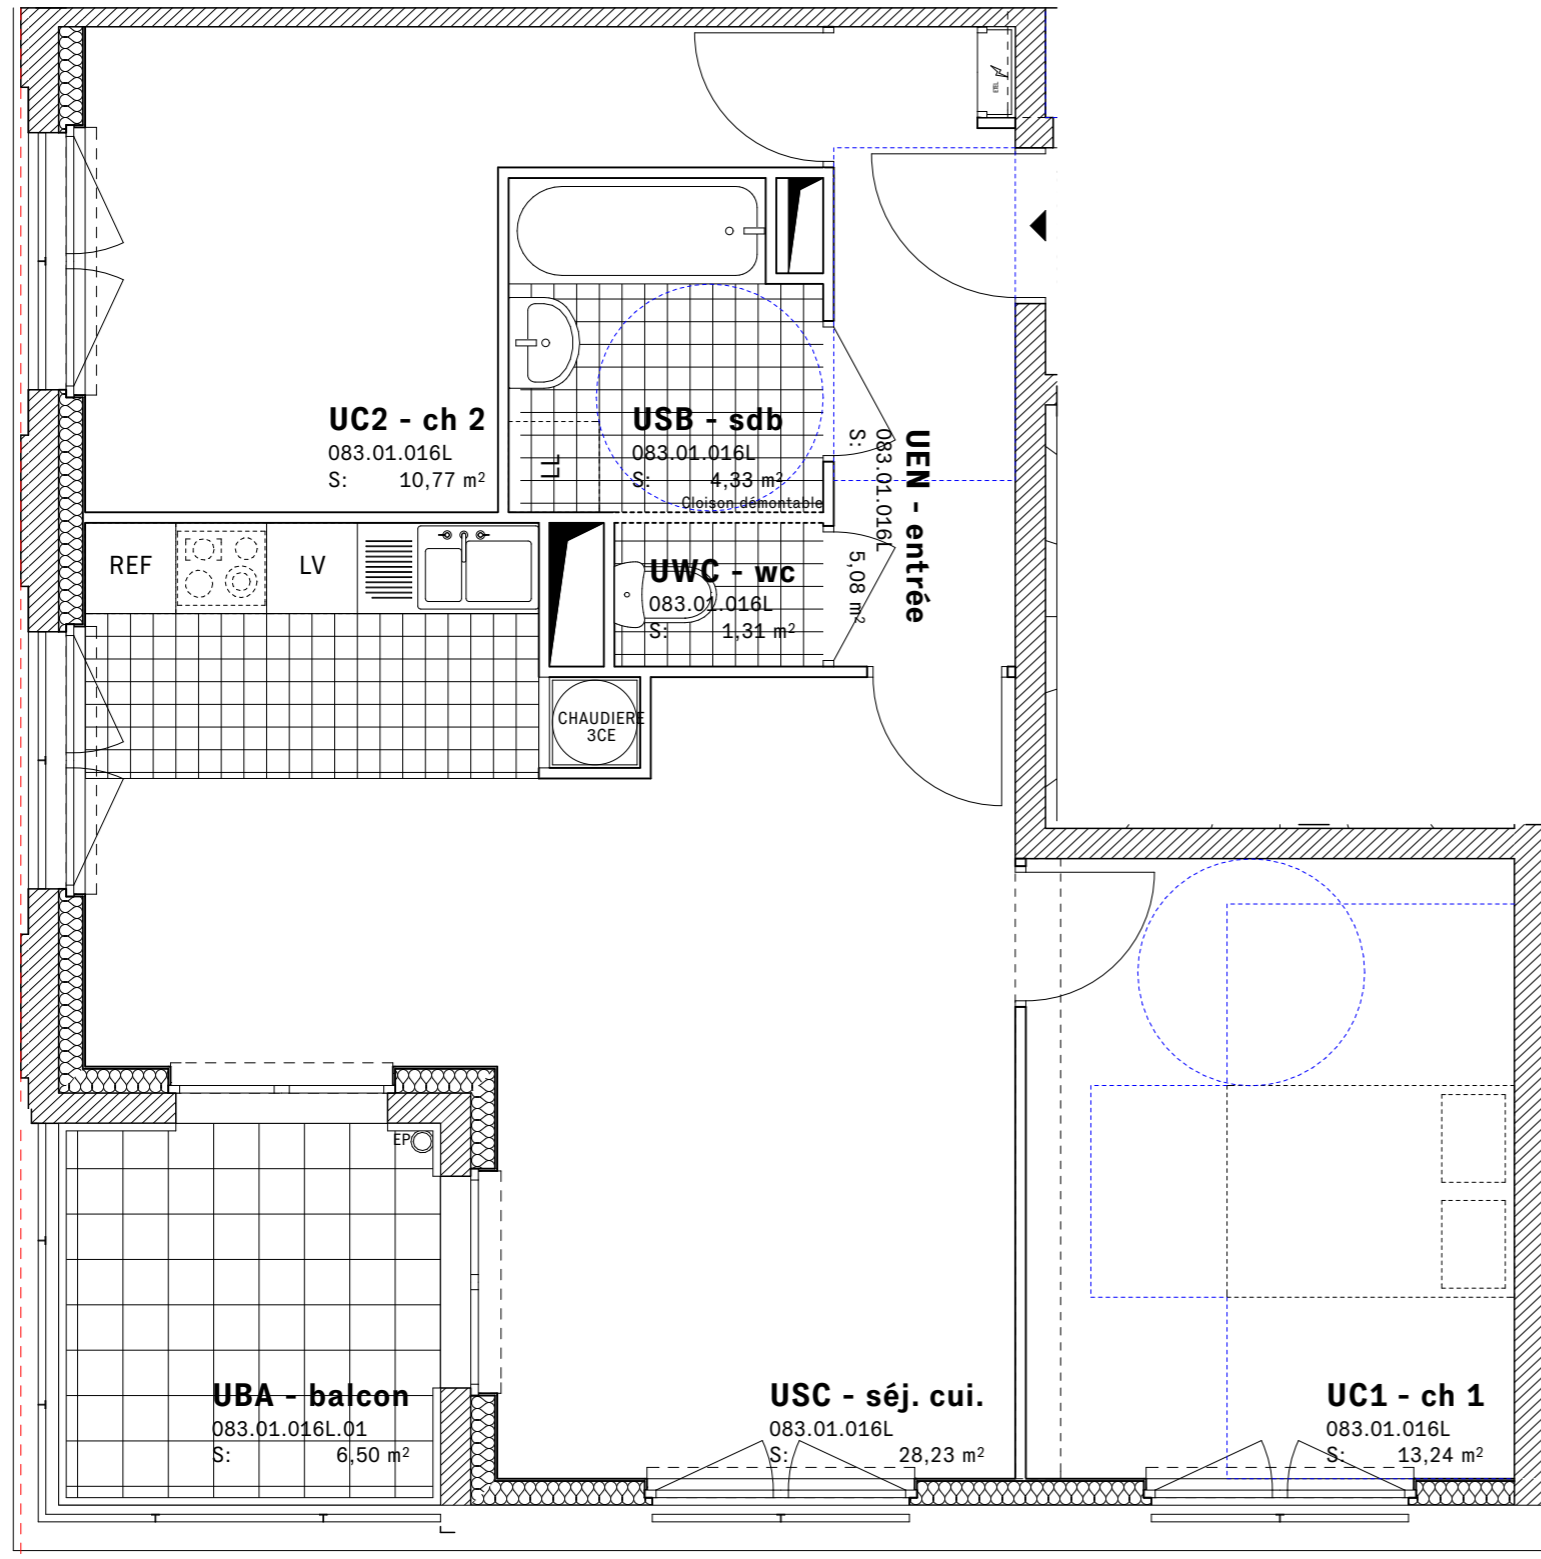 UC2 - ch 2
083.01.016L
S: 10,77 m²
USB - sdb
083.01.016L
S: 4,33 m²
Cloison démontable
LL
UEN - entrée
083.01.016L
S: 5,08 m²
REF
LV
UWC - wc
083.01.016L
S: 1,31 m²
CHAUDIERE
3CE
EP
UBA - balcon
083.01.016L.01
S: 6,50 m²
USC - séj. cui.
083.01.016L
S: 28,23 m²
UC1 - ch 1
083.01.016L
S: 13,24 m²